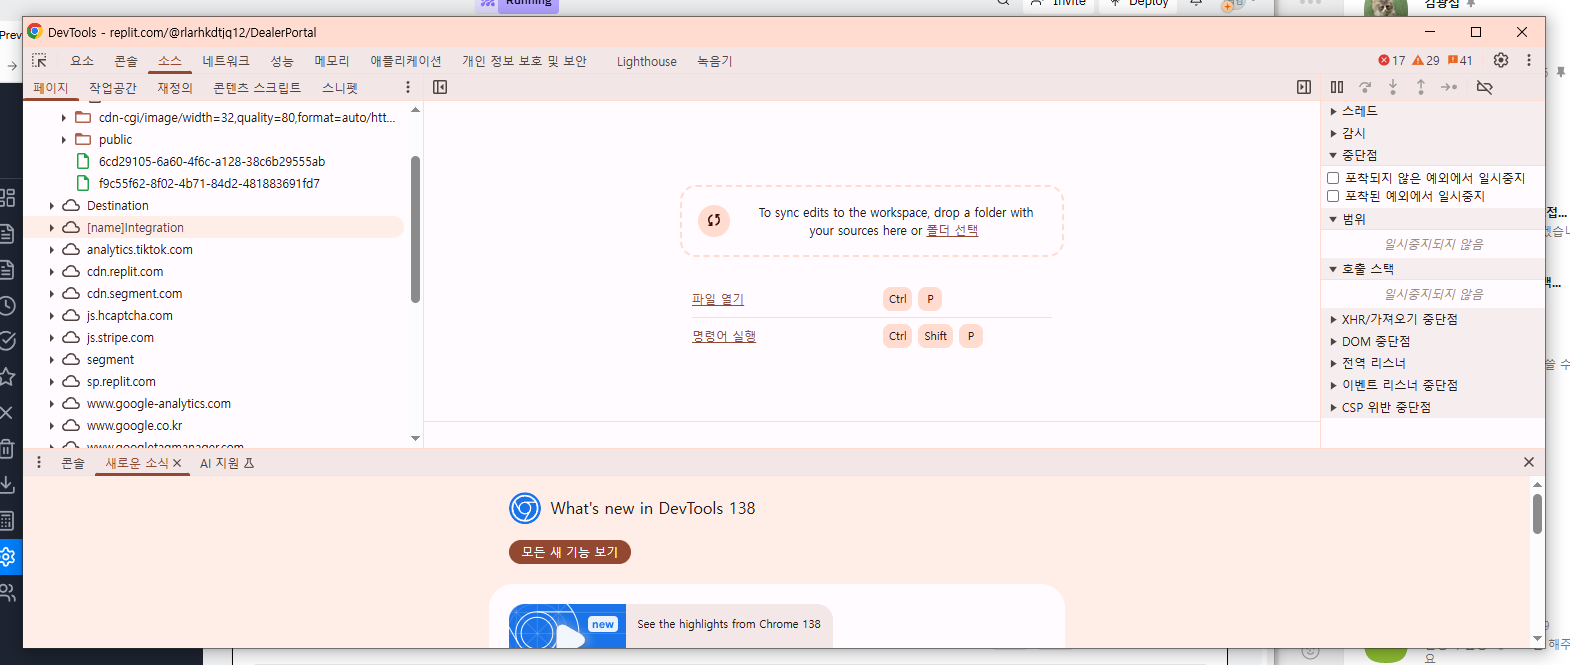 Running
Invite
Deploy
김광섭
Prev
DevTools - replit.com/@rlarhkdtjq12/DealerPortal
요소 콘솔 소스 네트워크 성능 메모리 애플리케이션 개인 정보 보호 및 보안 Lighthouse 녹음기 17 29 41
페이지 작업공간 재정의 콘텐츠 스크립트 스니펫
cdn-cgi/image/width=32,quality=80,format=auto/htt...
public
6cd29105-6a60-4f6c-a128-38c6b29555ab
f9c55f62-8f02-4b71-84d2-481883691fd7
Destination
[name]Integration
analytics.tiktok.com
cdn.replit.com
cdn.segment.com
js.hcaptcha.com
js.stripe.com
segment
sp.replit.com
www.google-analytics.com
www.google.co.kr
www.googletagmanager.com
To sync edits to the workspace, drop a folder with
your sources here or 폴더 선택
파일 열기 Ctrl P
명령어 실행 Ctrl Shift P
스레드
감시
중단점
포착되지 않은 예외에서 일시중지
포착된 예외에서 일시중지
범위
일시중지되지 않음
호출 스택
일시중지되지 않음
XHR/가져오기 중단점
DOM 중단점
전역 리스너
이벤트 리스너 중단점
CSP 위반 중단점
콘솔 새로운 소식 AI 지원
What's new in DevTools 138
모든 새 기능 보기
new
See the highlights from Chrome 138
해주
요